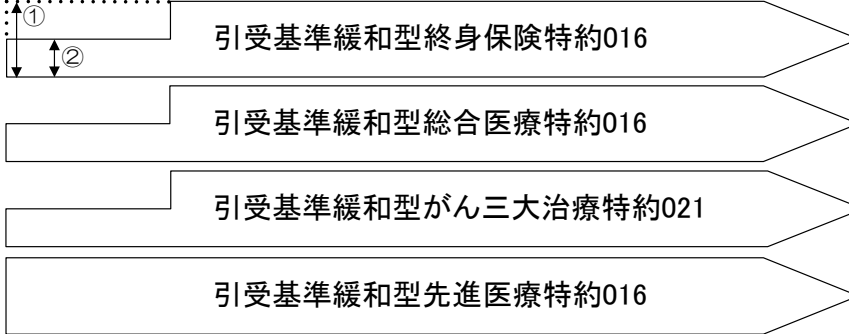 ①
②
引受基準緩和型終身保険特約016
引受基準緩和型総合医療特約016
引受基準緩和型がん三大治療特約021
引受基準緩和型先進医療特約016